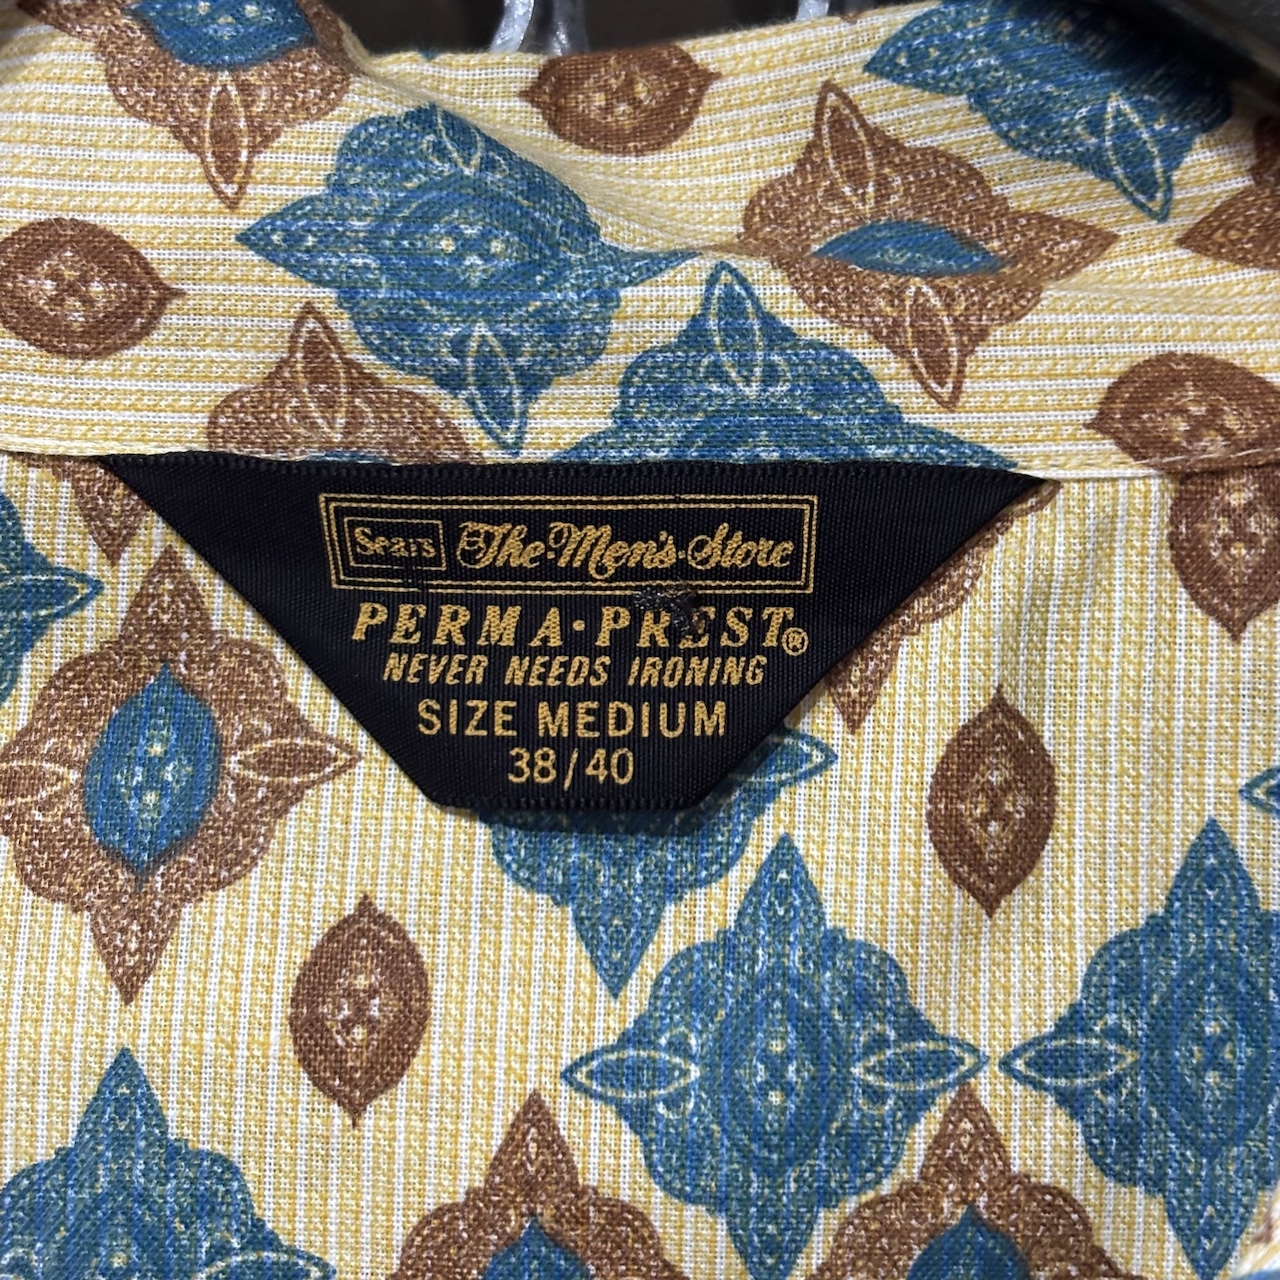 Sears The Men's Store
PERMA·PREST®
NEVER NEEDS IRONING
SIZE MEDIUM
38/40